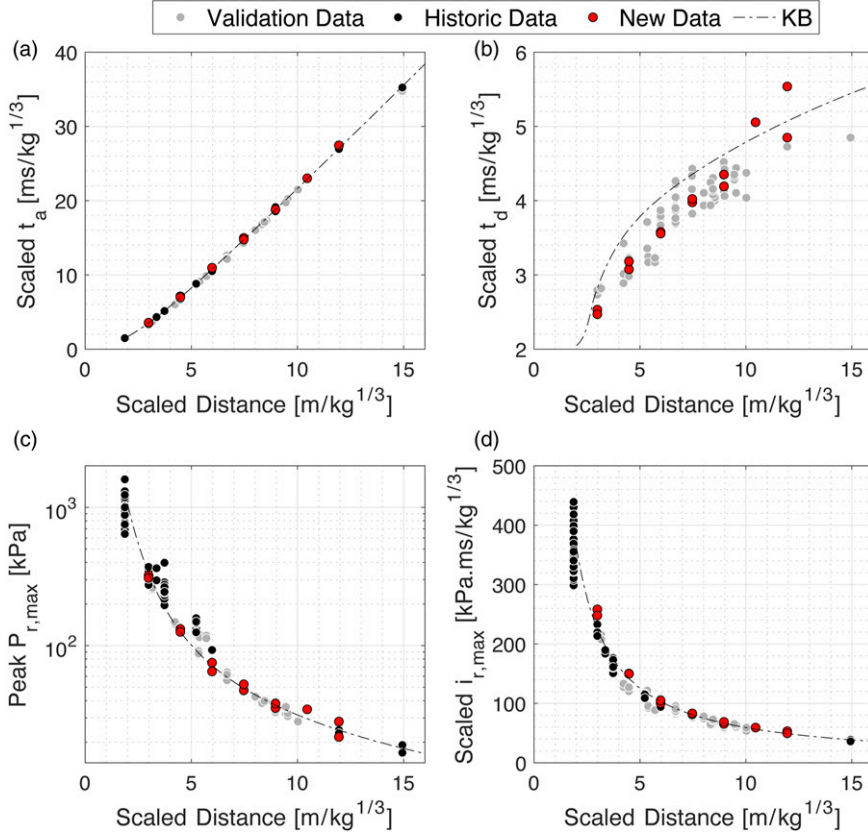 Validation Data Historic Data New Data KB
(a)
Scaled t_a [ms/kg^1/3]
40
30
20
10
0
0 5 10 15
Scaled Distance [m/kg^1/3]
(b)
Scaled t_d [ms/kg^1/3]
6
5
4
3
2
0 5 10 15
Scaled Distance [m/kg^1/3]
(c)
Peak P_r,max [kPa]
10^3
10^2
0 5 10 15
Scaled Distance [m/kg^1/3]
(d)
Scaled i_r,max [kPa.ms/kg^1/3]
500
400
300
200
100
0
0 5 10 15
Scaled Distance [m/kg^1/3]